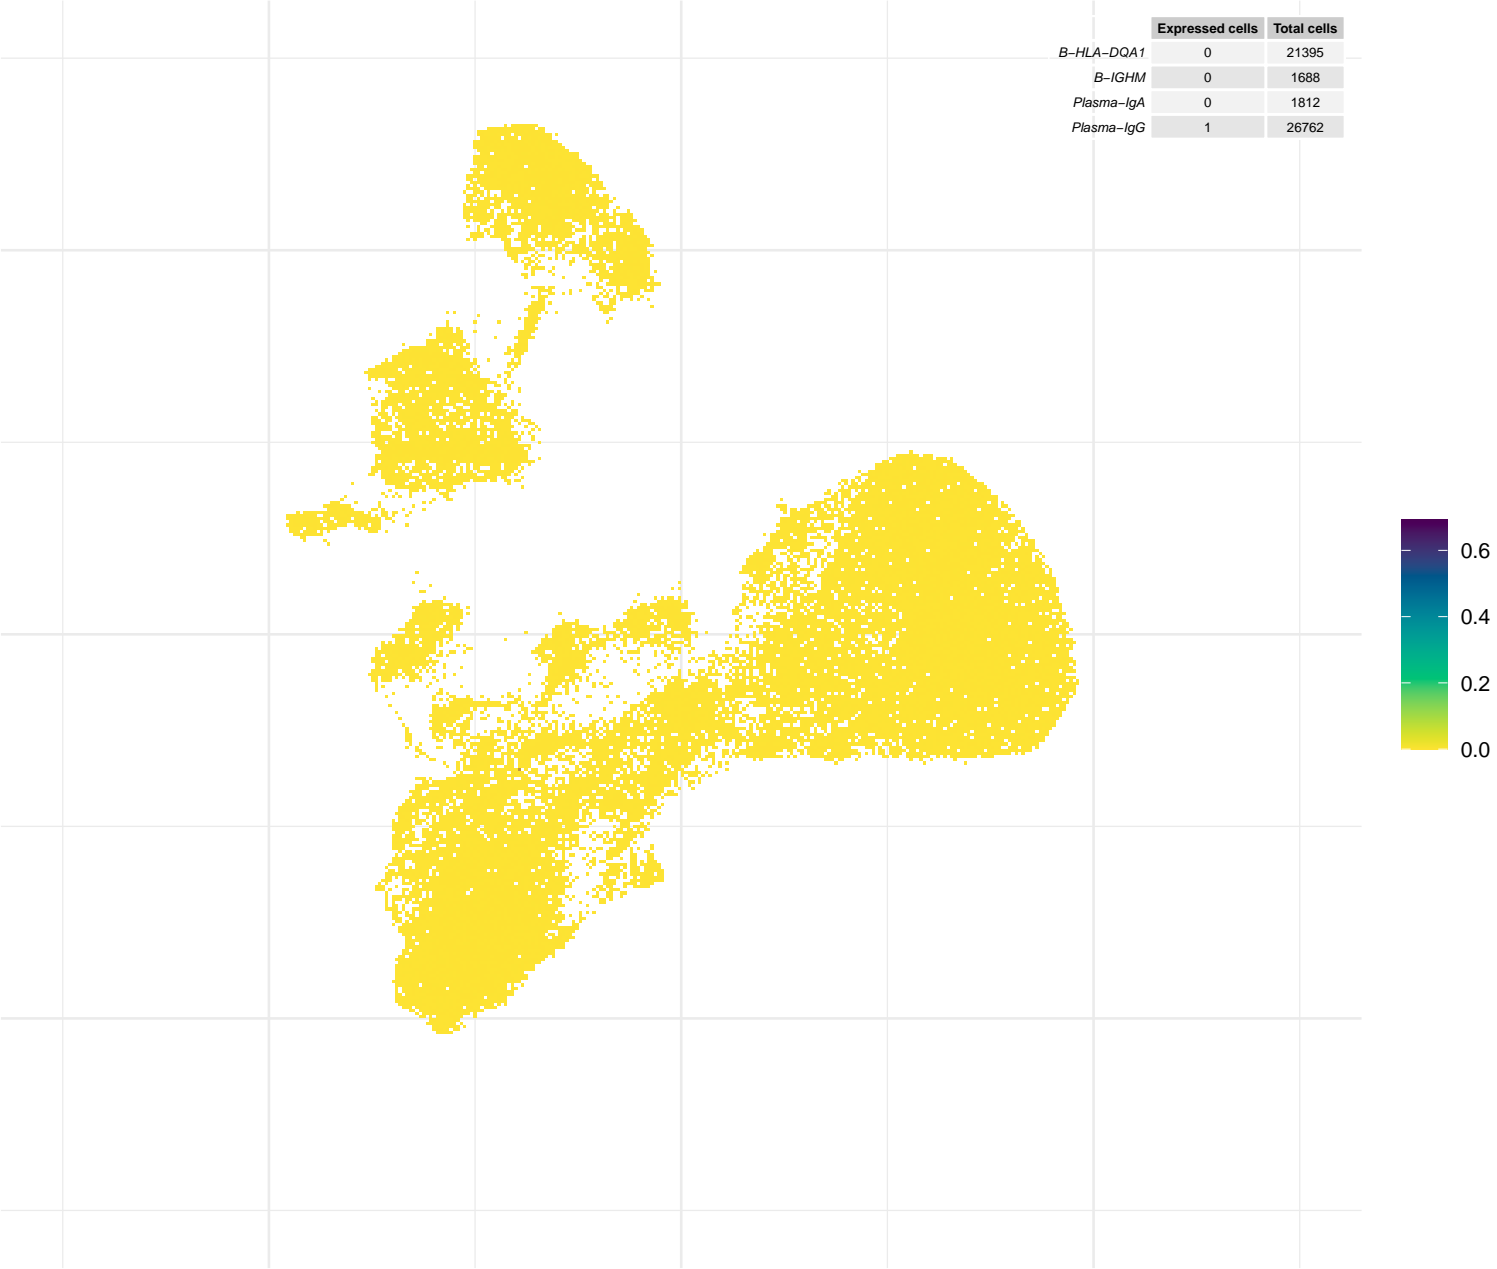 Expressed cells Total cells
B−HLA−DQA1 0 21395
B−IGHM 0 1688
Plasma−IgA 0 1812
Plasma−IgG 1 26762
0.6
0.4
0.2
0.0